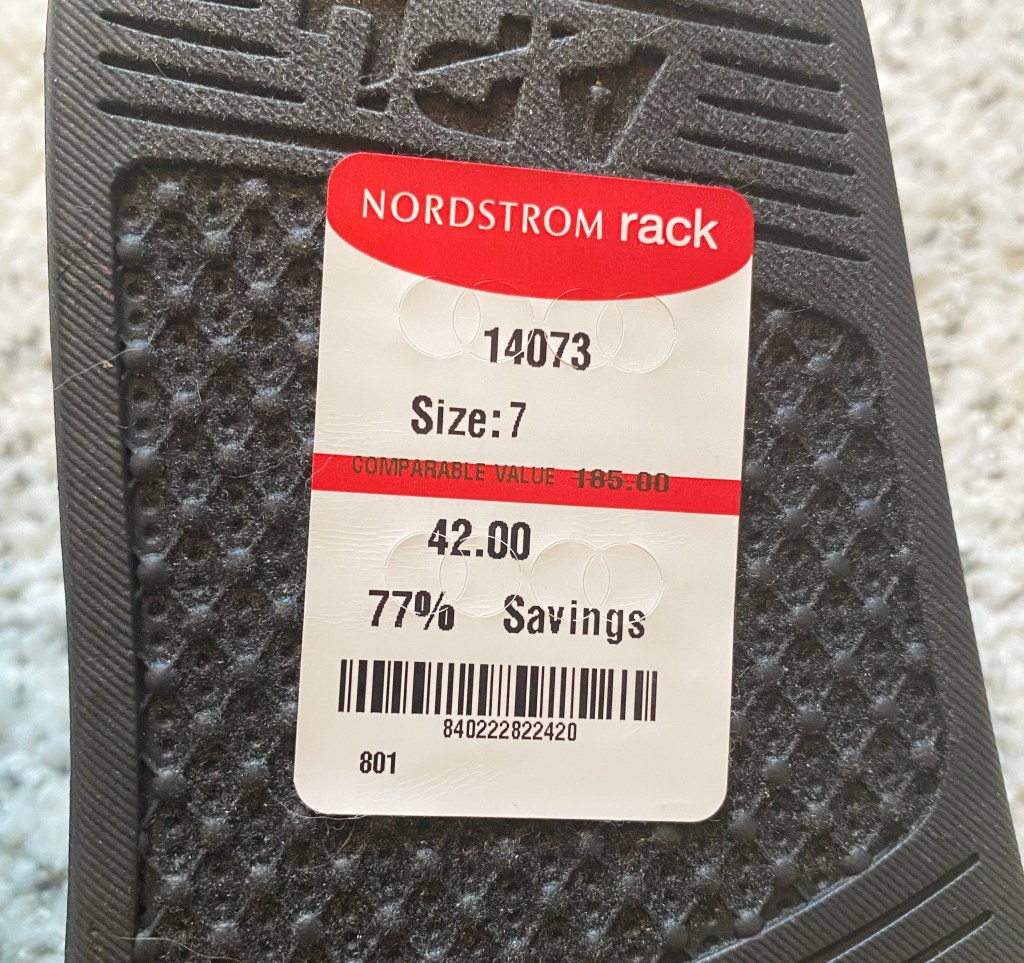 NORDSTROM rack
14073
Size:7
COMPARABLE VALUE 185.00
42.00
77% Savings
840222822420
801